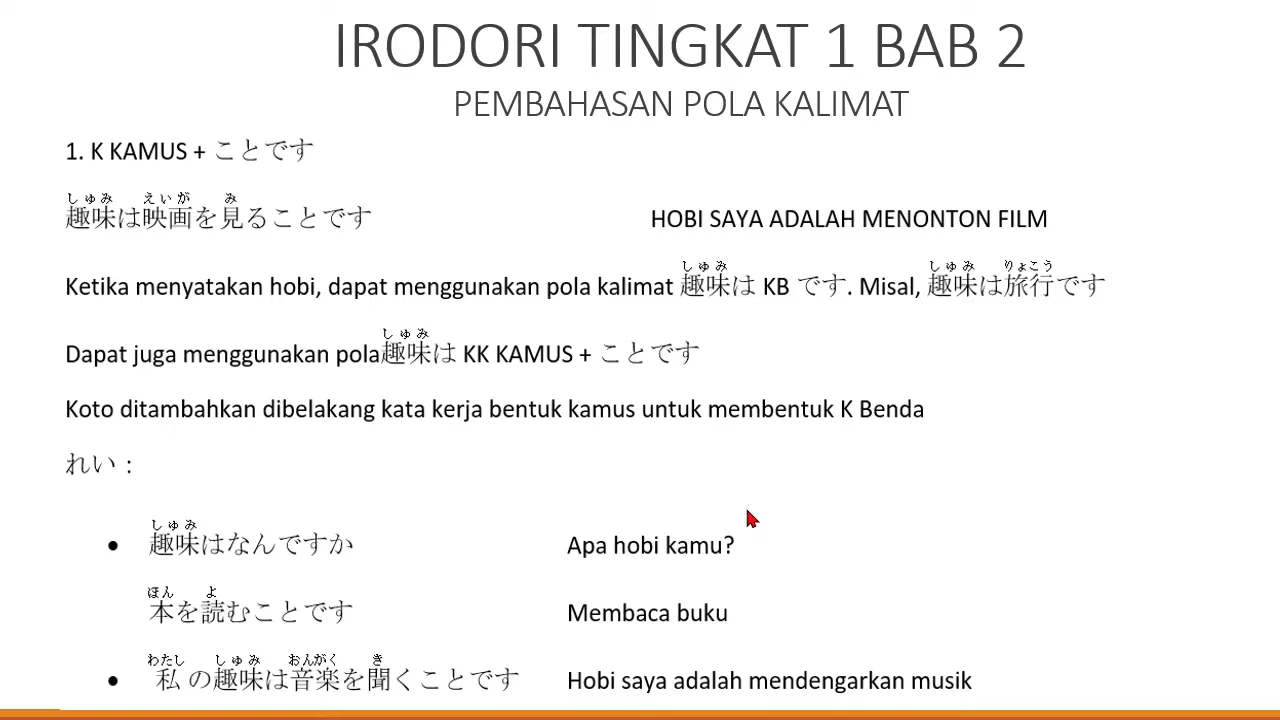 IRODORI TINGKAT 1 BAB 2
PEMBAHASAN POLA KALIMAT
1. K KAMUS + ことです
しゅみ えいが み
趣味は映画を見ることです HOBI SAYA ADALAH MENONTON FILM
しゅみ しゅみ りょこう
Ketika menyatakan hobi, dapat menggunakan pola kalimat 趣味は KB です. Misal, 趣味は旅行です
しゅみ
Dapat juga menggunakan pola趣味は KK KAMUS + ことです
Koto ditambahkan dibelakang kata kerja bentuk kamus untuk membentuk K Benda
れい :
しゅみ
• 趣味はなんですか Apa hobi kamu?
ほん よ
本を読むことです Membaca buku
わたし しゅみ おんがく き
• 私の趣味は音楽を聞くことです Hobi saya adalah mendengarkan musik